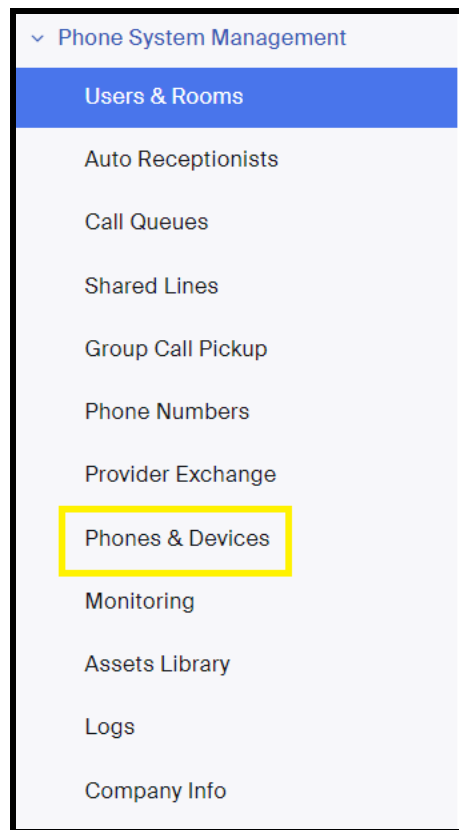 Phone System Management
Users & Rooms
Auto Receptionists
Call Queues
Shared Lines
Group Call Pickup
Phone Numbers
Provider Exchange
Phones & Devices
Monitoring
Assets Library
Logs
Company Info